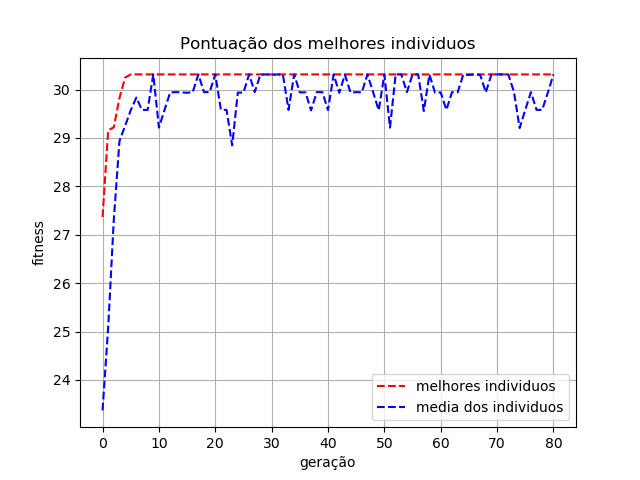 Pontuação dos melhores individuos
fitness
30
29
28
27
26
25
24
0 10 20 30 40 50 60 70 80
geração
melhores individuos
media dos individuos